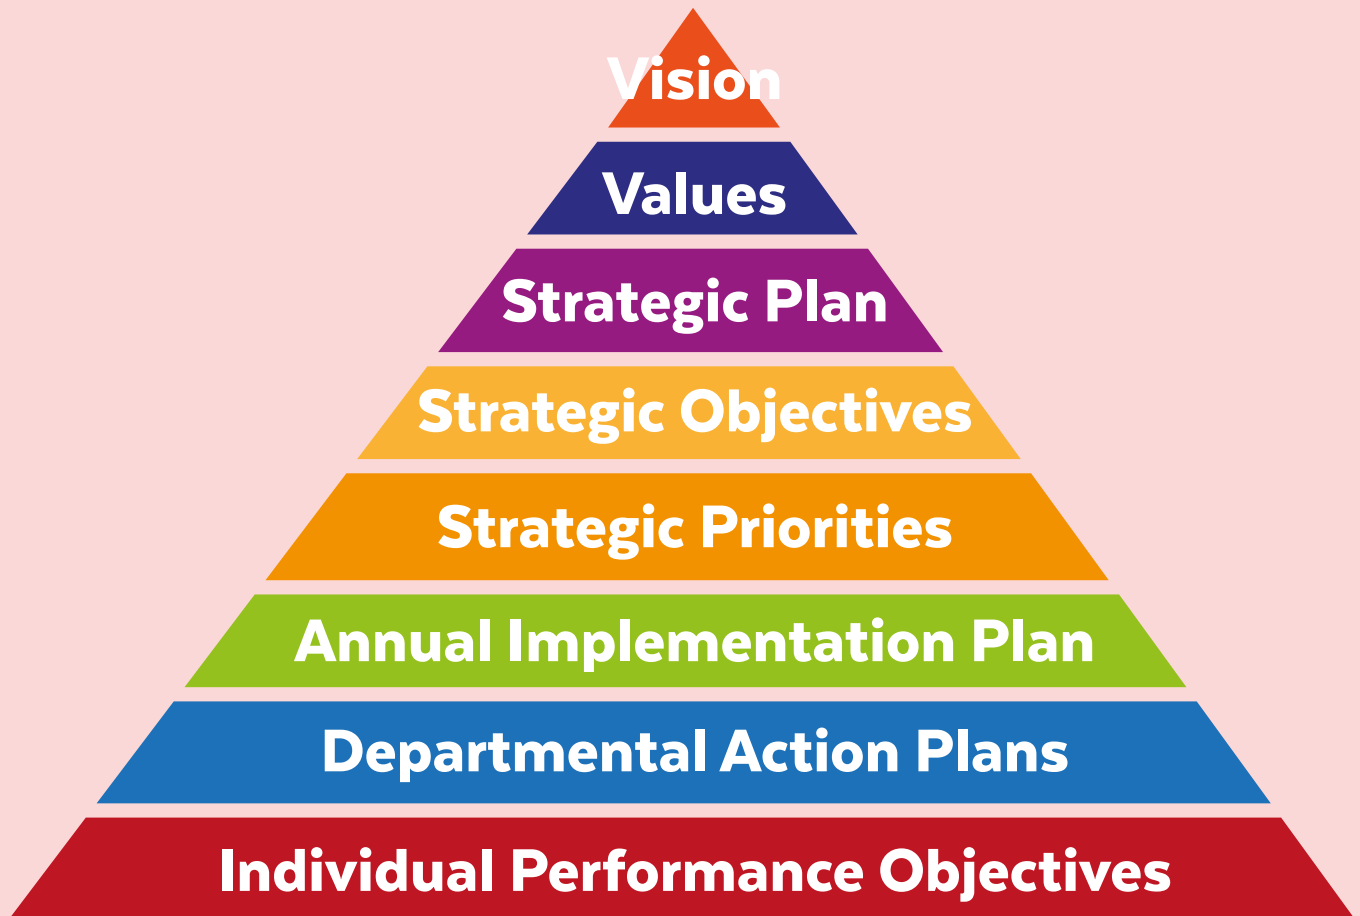 Vision
Values
Strategic Plan
Strategic Objectives
Strategic Priorities
Annual Implementation Plan
Departmental Action Plans
Individual Performance Objectives